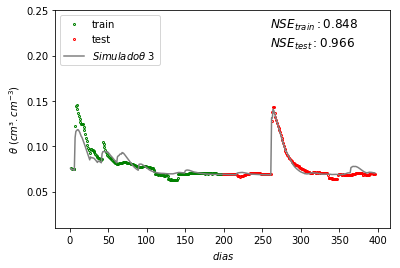 0.25
0.20
0.15
0.10
0.05
θ (cm³.cm⁻³)
train
test
Simuladoθ 3
NSE_train : 0.848
NSE_test : 0.966
0 50 100 150 200 250 300 350 400
dias